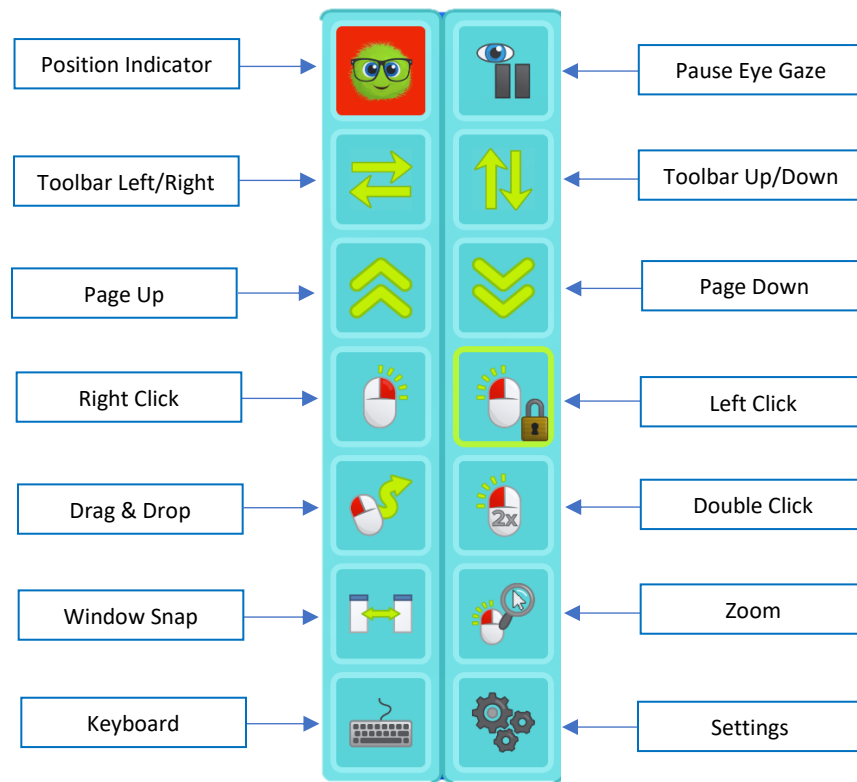 Position Indicator
Pause Eye Gaze
Toolbar Left/Right
Toolbar Up/Down
Page Up
Page Down
Right Click
Left Click
Drag & Drop
2x
Double Click
Window Snap
Zoom
Keyboard
Settings